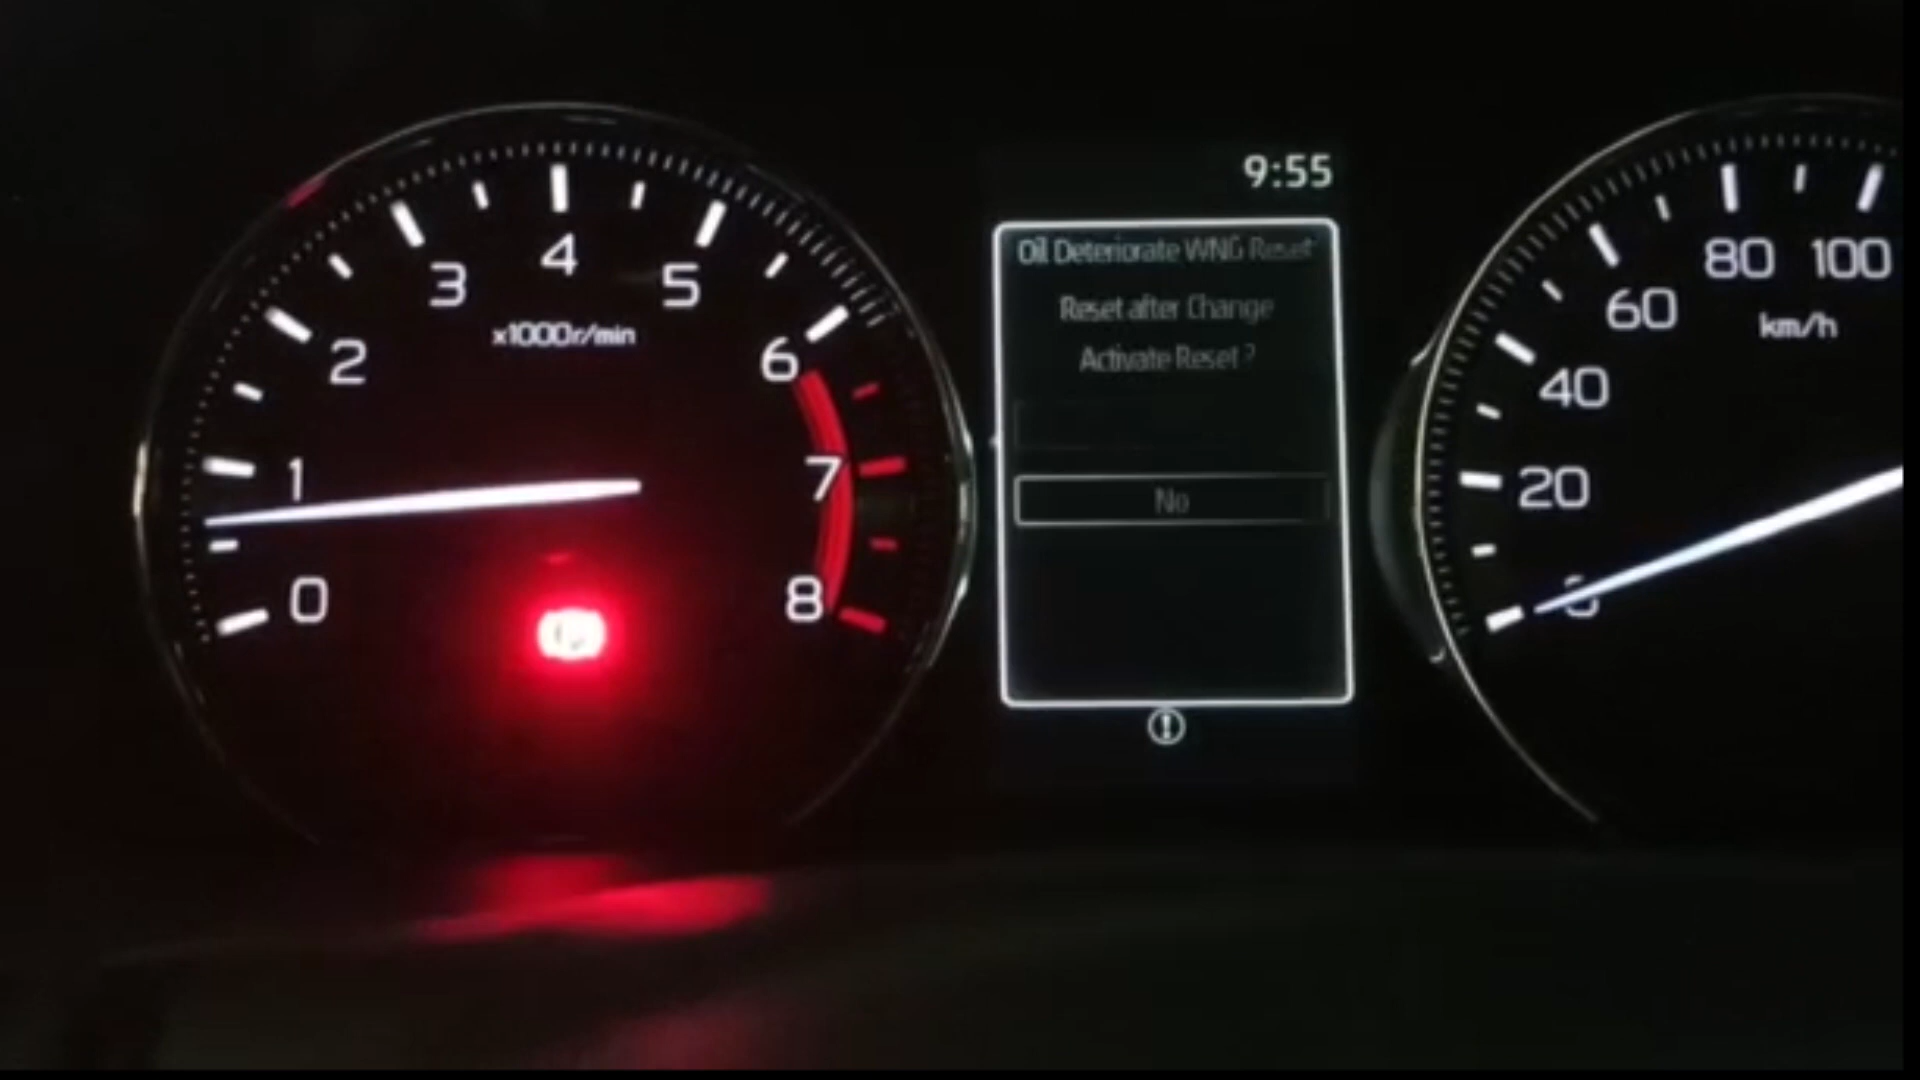 4
3
5
x1000r/min
2
6
1
7
0
8
9:55
Oil Deteriorate WNG Reset
Reset after Change
Activate Reset?
No
80 100
60
km/h
40
20
0